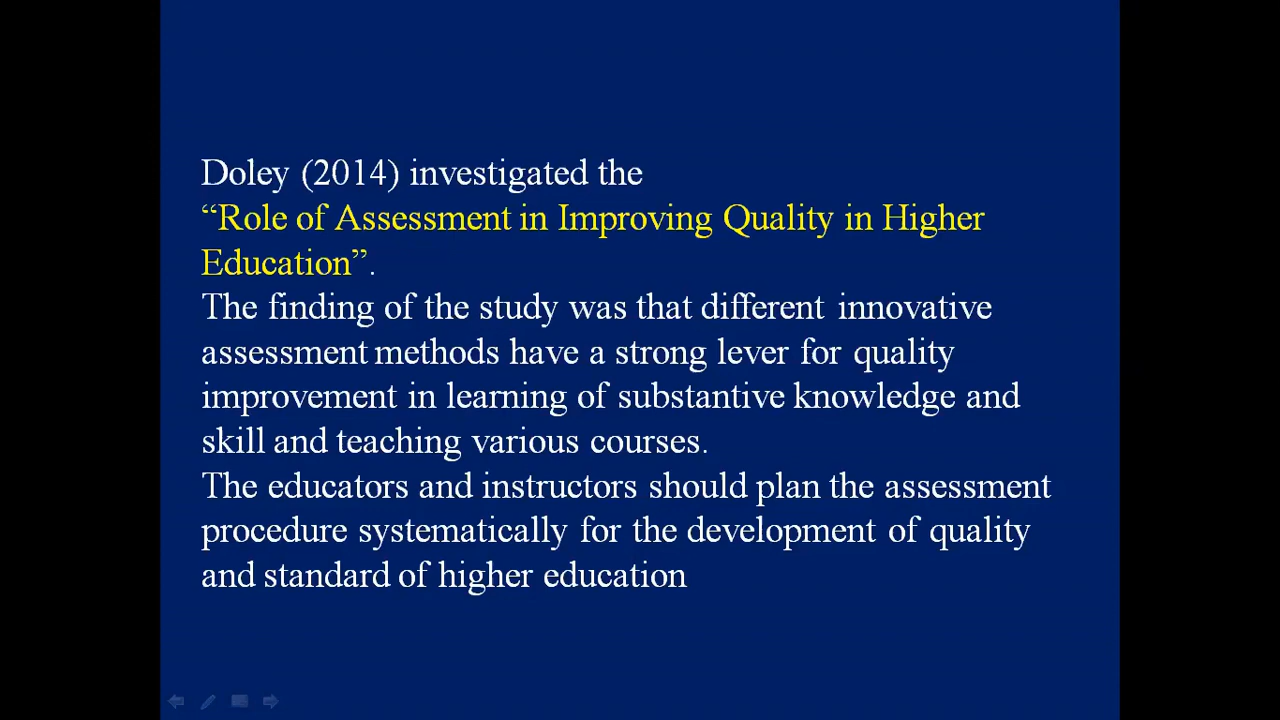 Doley (2014) investigated the
“Role of Assessment in Improving Quality in Higher
Education”.
The finding of the study was that different innovative
assessment methods have a strong lever for quality
improvement in learning of substantive knowledge and
skill and teaching various courses.
The educators and instructors should plan the assessment
procedure systematically for the development of quality
and standard of higher education